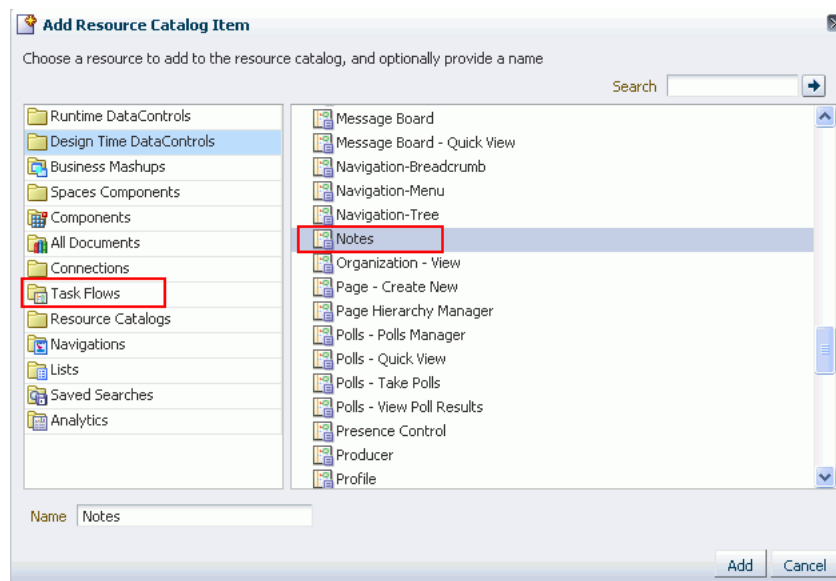 Add Resource Catalog Item
Choose a resource to add to the resource catalog, and optionally provide a name
Search
Runtime DataControls
Design Time DataControls
Business Mashups
Spaces Components
Components
All Documents
Connections
Task Flows
Resource Catalogs
Navigations
Lists
Saved Searches
Analytics
Message Board
Message Board - Quick View
Navigation-Breadcrumb
Navigation-Menu
Navigation-Tree
Notes
Organization - View
Page - Create New
Page Hierarchy Manager
Polls - Polls Manager
Polls - Quick View
Polls - Take Polls
Polls - View Poll Results
Presence Control
Producer
Profile
Name Notes
Add Cancel